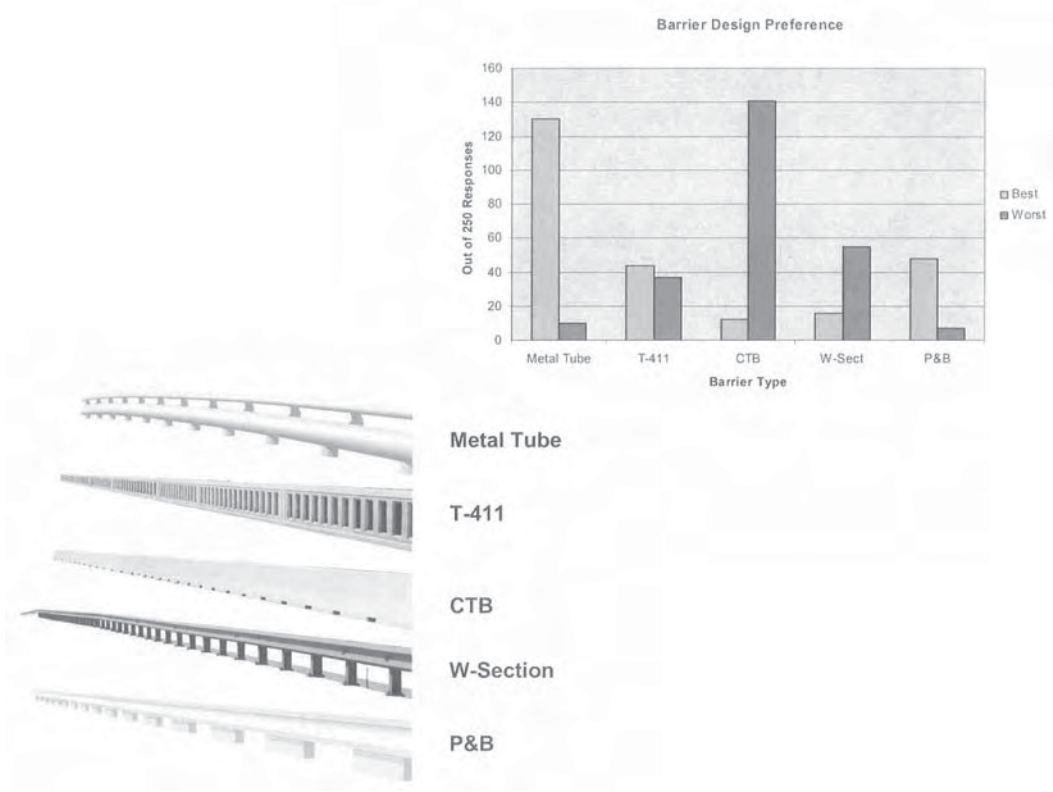 Barrier Design Preference
160
140
120
100
80
60
40
20
0
Out of 250 Responses
Metal Tube T-411 CTB W-Sect P&B
Barrier Type
Best
Worst
Metal Tube
T-411
CTB
W-Section
P&B